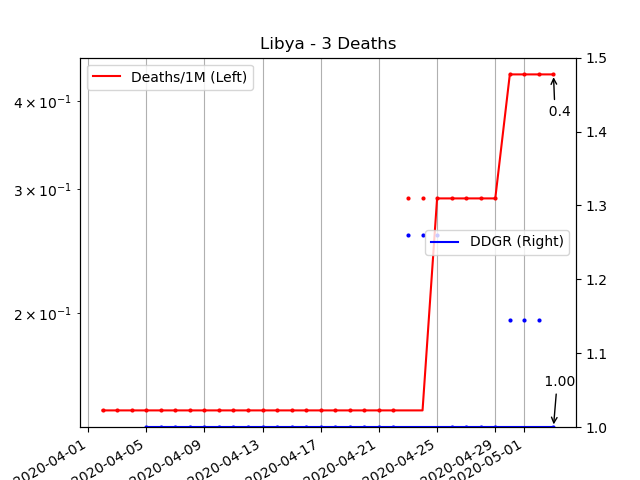 Libya - 3 Deaths
Deaths/1M (Left)
DDGR (Right)
4 × 10⁻¹
3 × 10⁻¹
2 × 10⁻¹
1.5
1.4
1.3
1.2
1.1
1.0
0.4
1.00
2020-04-01
2020-04-05
2020-04-09
2020-04-13
2020-04-17
2020-04-21
2020-04-25
2020-04-29
2020-05-01